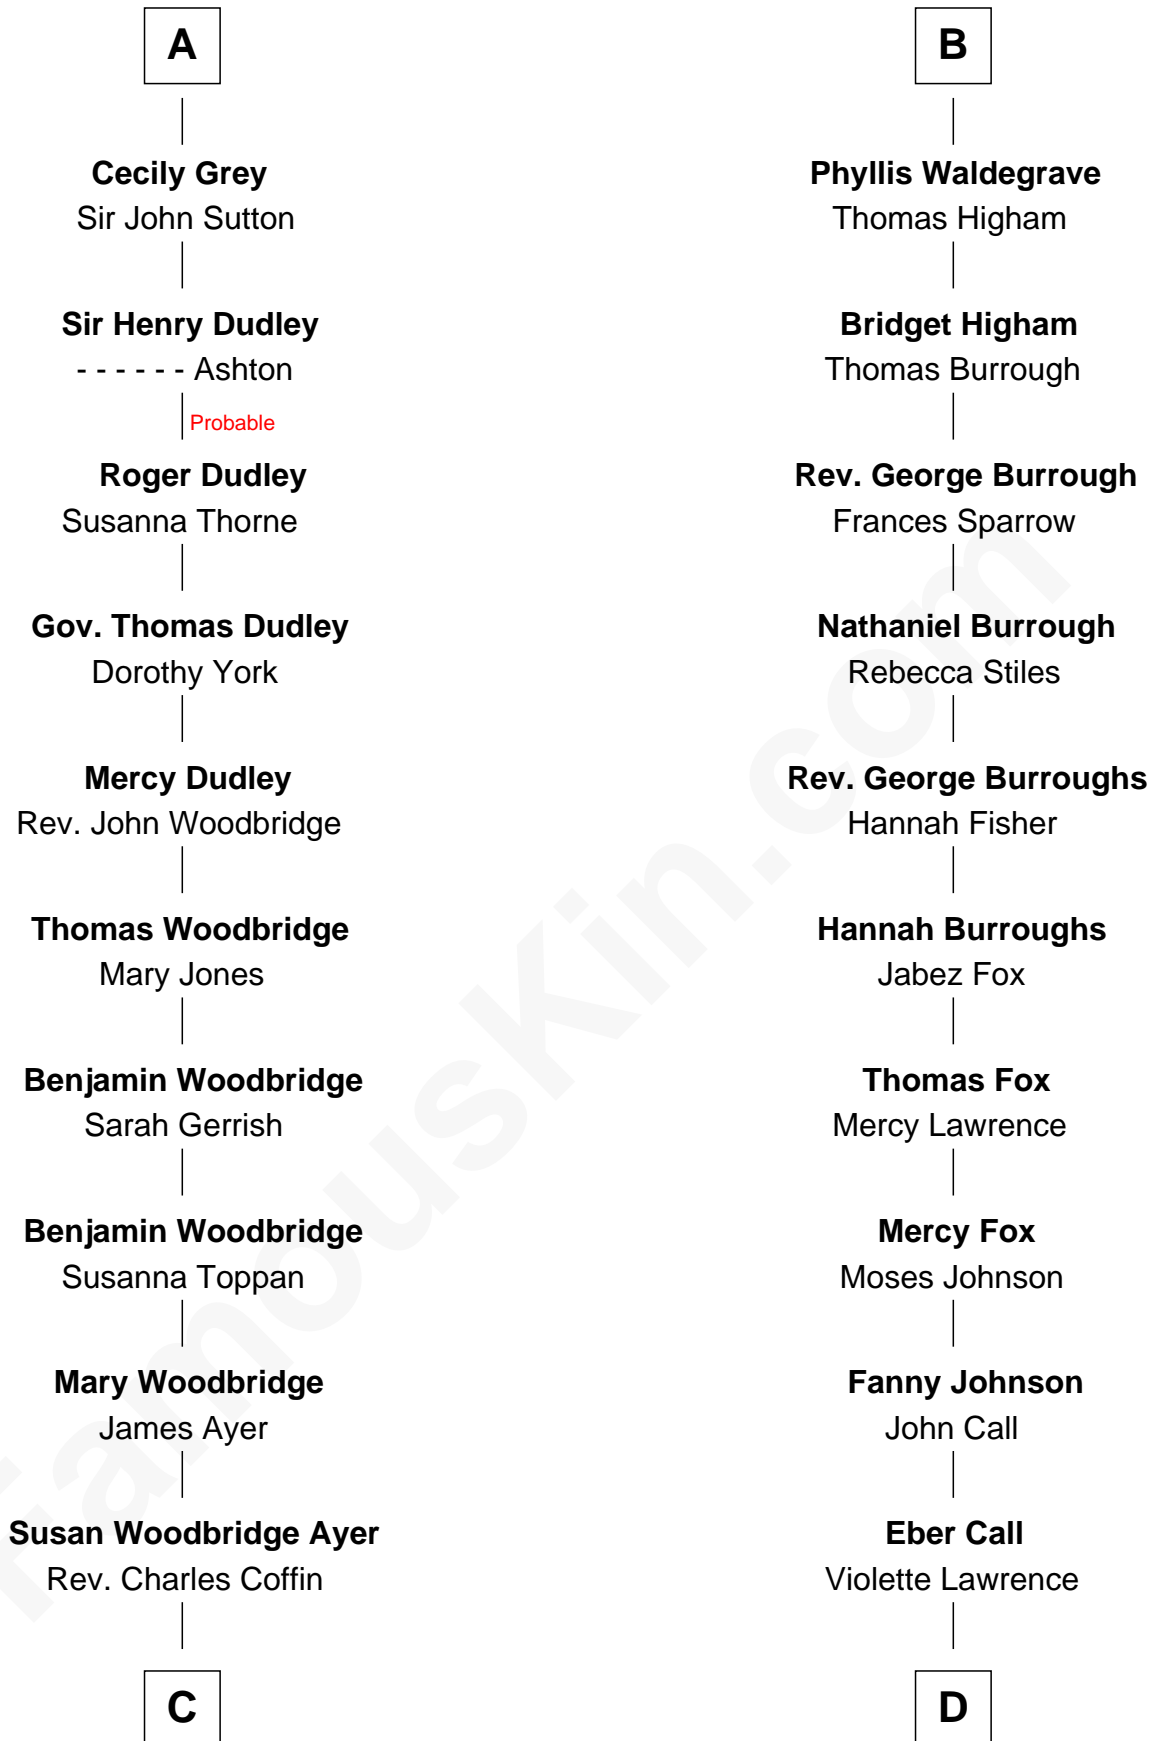 A
Cecily Grey
Sir John Sutton
Sir Henry Dudley
- - - - - - Ashton
Probable
Roger Dudley
Susanna Thorne
Gov. Thomas Dudley
Dorothy York
Mercy Dudley
Rev. John Woodbridge
Thomas Woodbridge
Mary Jones
Benjamin Woodbridge
Sarah Gerrish
Benjamin Woodbridge
Susanna Toppan
Mary Woodbridge
James Ayer
Susan Woodbridge Ayer
Rev. Charles Coffin
C
B
Phyllis Waldegrave
Thomas Higham
Bridget Higham
Thomas Burrough
Rev. George Burrough
Frances Sparrow
Nathaniel Burrough
Rebecca Stiles
Rev. George Burroughs
Hannah Fisher
Hannah Burroughs
Jabez Fox
Thomas Fox
Mercy Lawrence
Mercy Fox
Moses Johnson
Fanny Johnson
John Call
Eber Call
Violette Lawrence
D
FamousKin.com